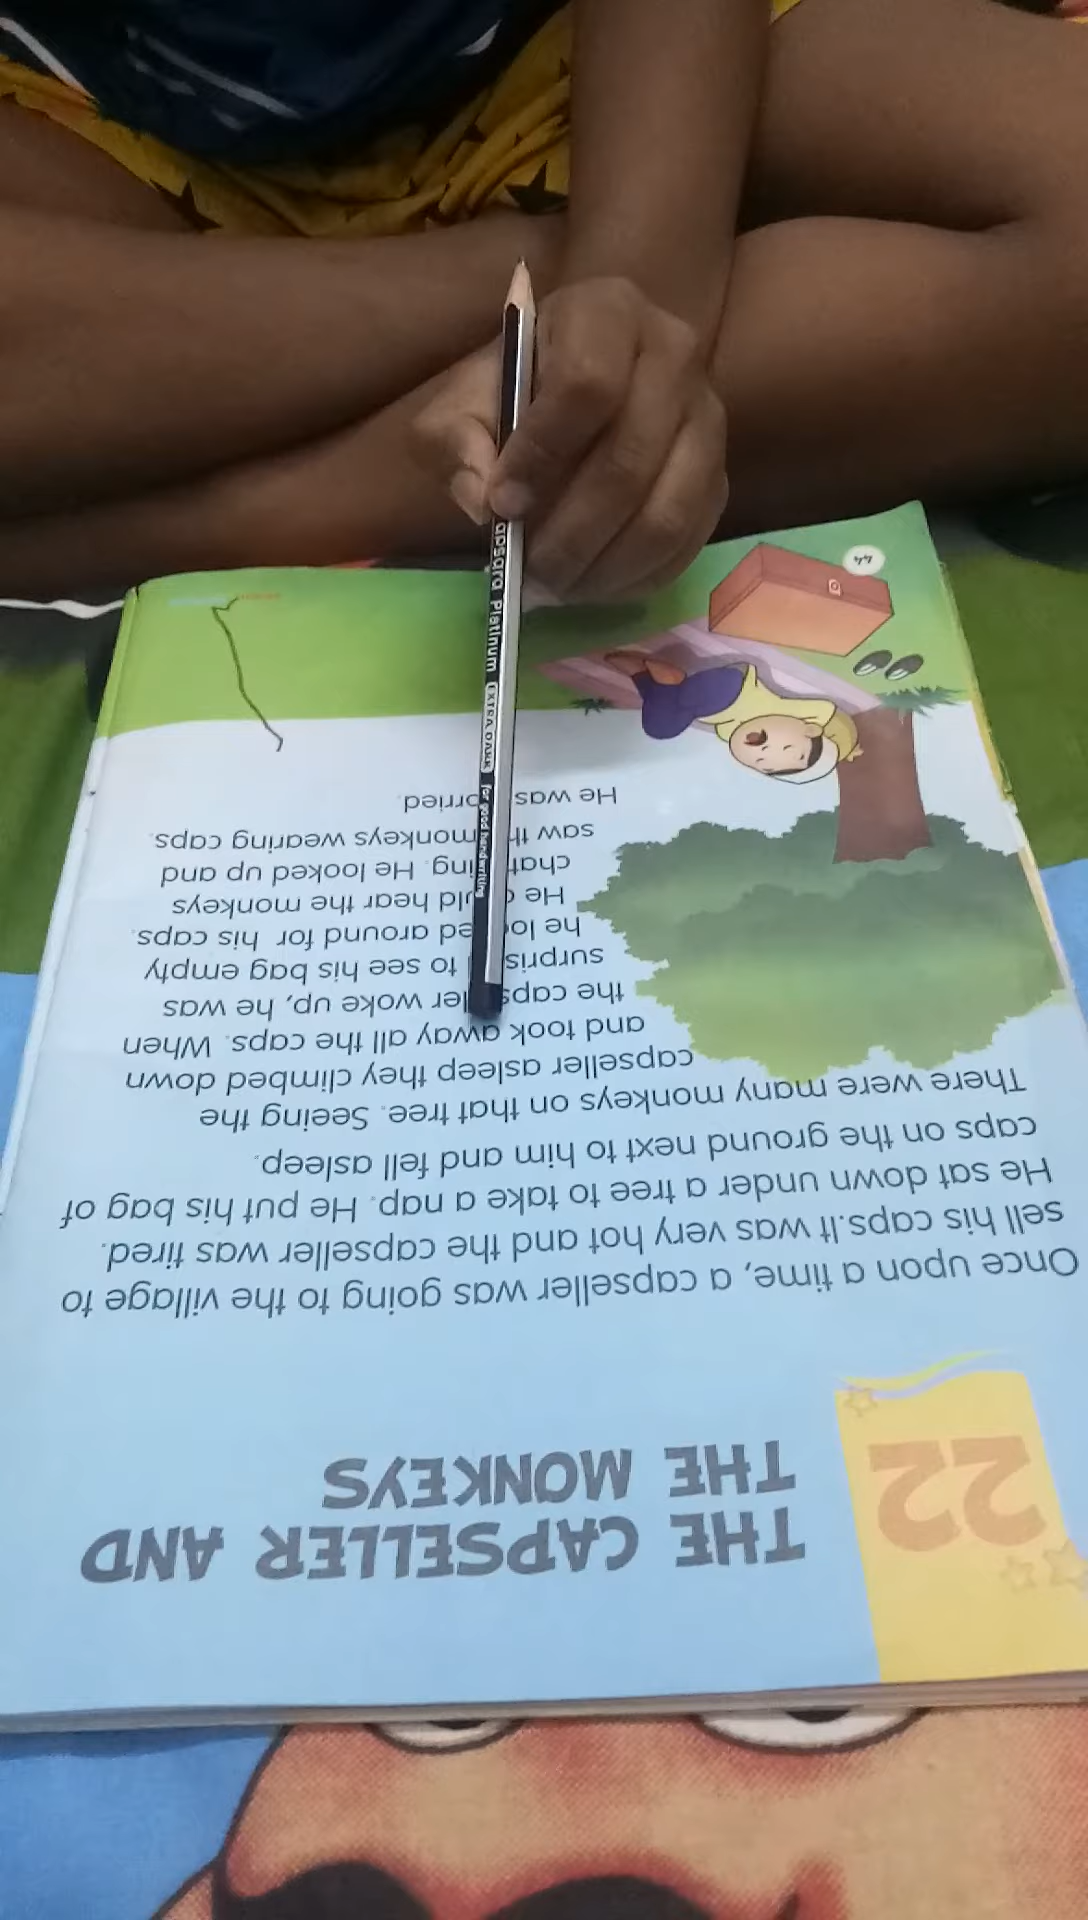 22
THE CAPSELLER AND
THE MONKEYS
Once upon a time, a capseller was going to the village to
sell his caps.It was very hot and the capseller was tired.
He sat down under a tree to take a nap. He put his bag of
caps on the ground next to him and fell asleep.
There were many monkeys on that tree. Seeing the
capseller asleep they climbed down
and took away all the caps. When
the caps ler woke up, he was
surpris to see his bag empty
he lo ed around for his caps.
He c uld hear the monkeys
chat ing. He looked up and
saw th monkeys wearing caps.
He was orried.
44
apsara Platinum EXTRA DARK for good handwriting